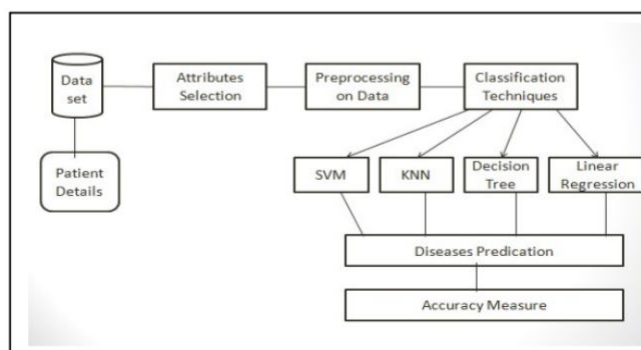 Data
set
Attributes
Selection
Preprocessing
on Data
Classification
Techniques
Patient
Details
SVM
KNN
Decision
Tree
Linear
Regression
Diseases Predication
Accuracy Measure